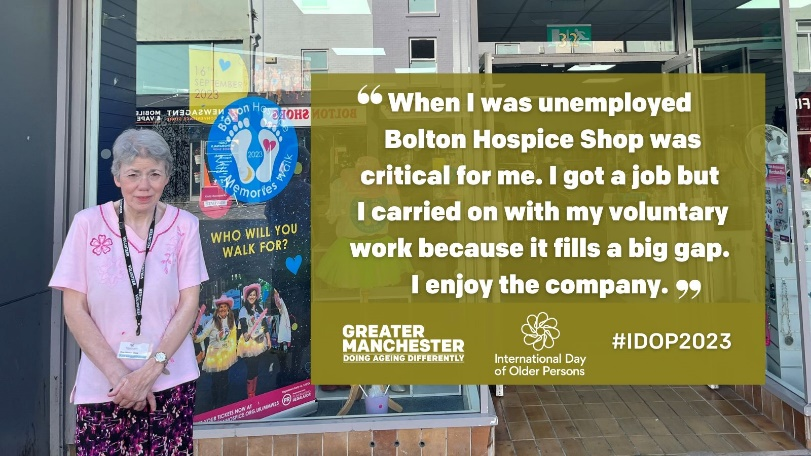 16
SEPTEMBER
2023
MOBILE
& VAPE
NEWSAGENT
BOLTON
Bolton Hospice
2023
Memories Walk
WHO WILL YOU
WALK FOR?
VOLUNTEER
“ When I was unemployed
Bolton Hospice Shop was
critical for me. I got a job but
I carried on with my voluntary
work because it fills a big gap.
I enjoy the company. ”
GREATER
MANCHESTER
DOING AGEING DIFFERENTLY
International Day
of Older Persons
#IDOP2023